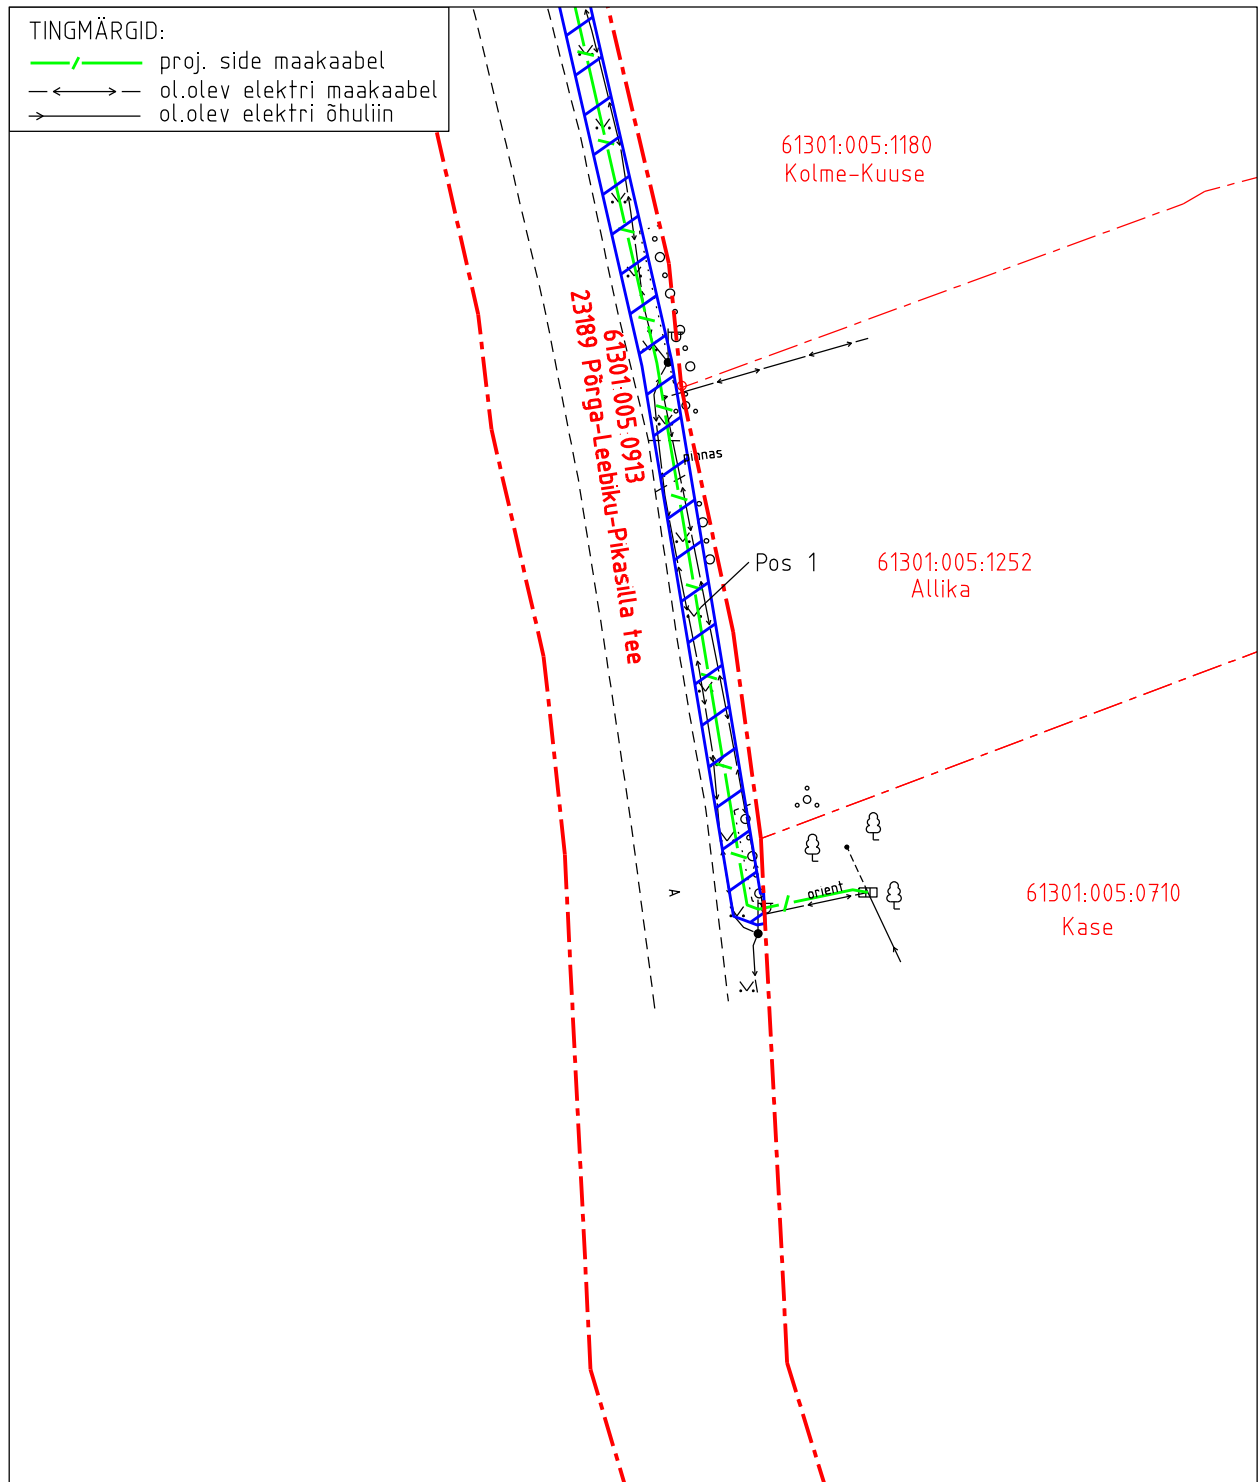 TINGMÄRGID:
proj. side maakaabel
ol.olev elektri maakaabel
ol.olev elektri õhuliin
61301:005:1180
Kolme-Kuuse
61301:005:0913
23189 Põrga-Leebiku-Pikasilla tee
pinnas
Pos 1
61301:005:1252
Allika
A
orient
61301:005:0710
Kase